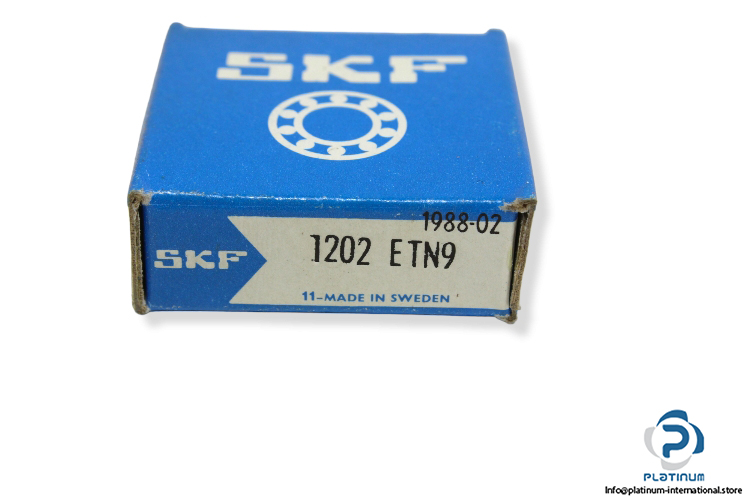 SKF
1988-02
SKF
1202 ETN9
11-MADE IN SWEDEN
PLATINUM
Info@platinum-international.store